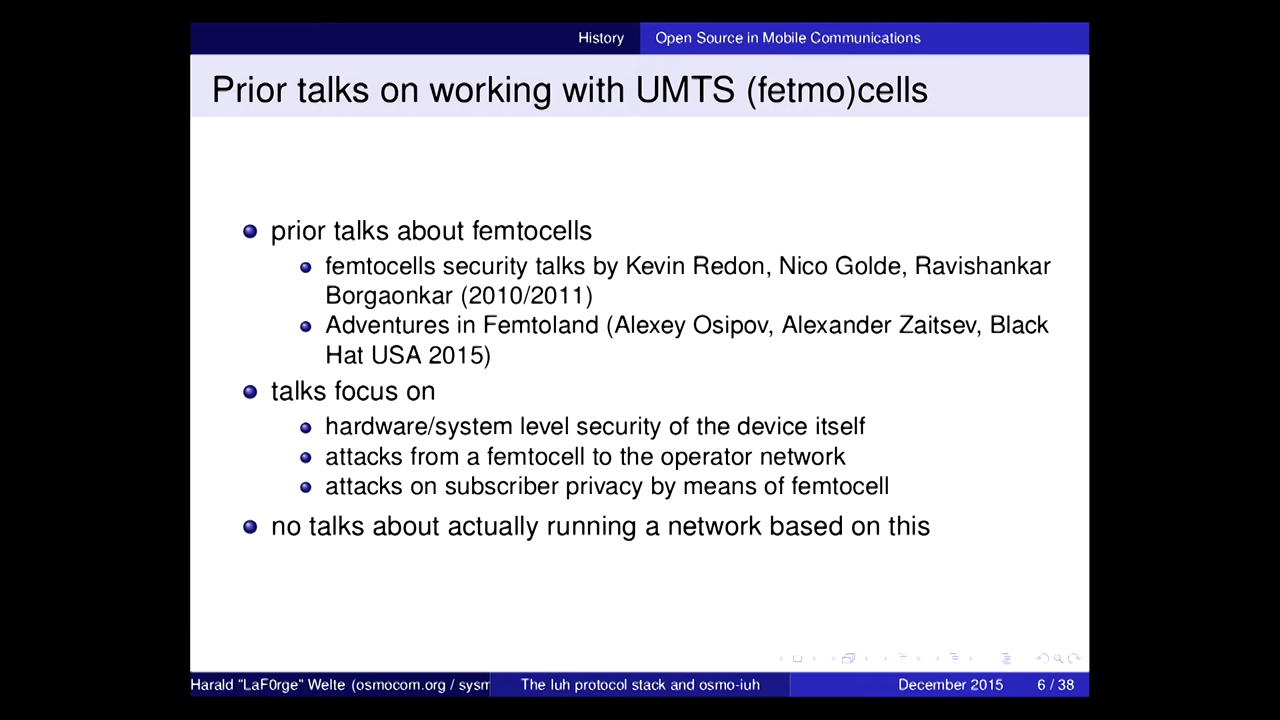 History Open Source in Mobile Communications
Prior talks on working with UMTS (fetmo)cells
prior talks about femtocells
femtocells security talks by Kevin Redon, Nico Golde, Ravishankar
Borgaonkar (2010/2011)
Adventures in Femtoland (Alexey Osipov, Alexander Zaitsev, Black
Hat USA 2015)
talks focus on
hardware/system level security of the device itself
attacks from a femtocell to the operator network
attacks on subscriber privacy by means of femtocell
no talks about actually running a network based on this
Harald "LaF0rge" Welte (osmocom.org / sysm The Iuh protocol stack and osmo-iuh December 2015 6 / 38